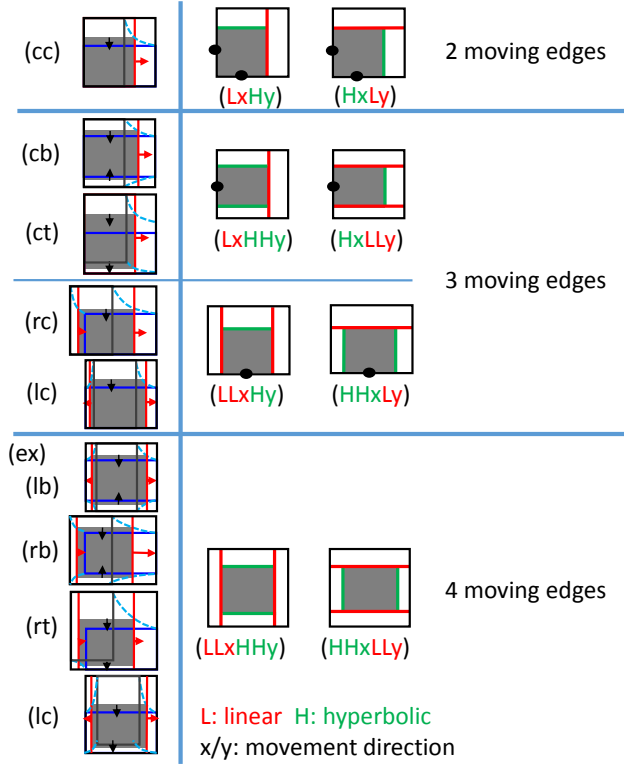 (cc)
(LxHy) (HxLy)
2 moving edges
(cb)
(ct)
(LxHHy) (HxLLy)
3 moving edges
(rc)
(lc)
(LLxHy) (HHxLy)
(ex)
(lb)
(rb)
(rt)
(LLxHHy) (HHxLLy)
4 moving edges
(lc)
L: linear H: hyperbolic
x/y: movement direction